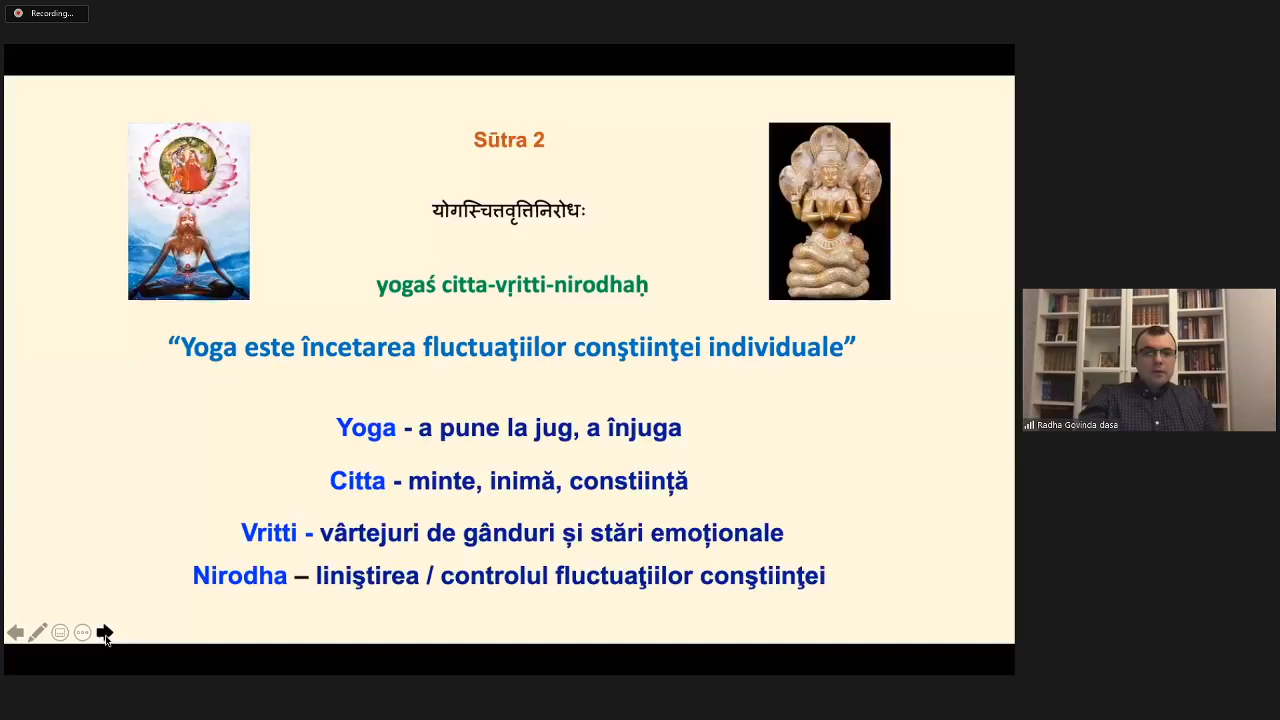 Recording...
Sūtra 2
योगस्चित्तवृत्तिनिरोधः
yogaś citta-vṛitti-nirodhaḥ
“Yoga este încetarea fluctuaţiilor conştiinţei individuale”
Yoga - a pune la jug, a înjuga
Citta - minte, inimă, constiință
Vritti - vârtejuri de gânduri și stări emoționale
Nirodha – liniştirea / controlul fluctuaţiilor conştiinţei
Radha Govinda dasa